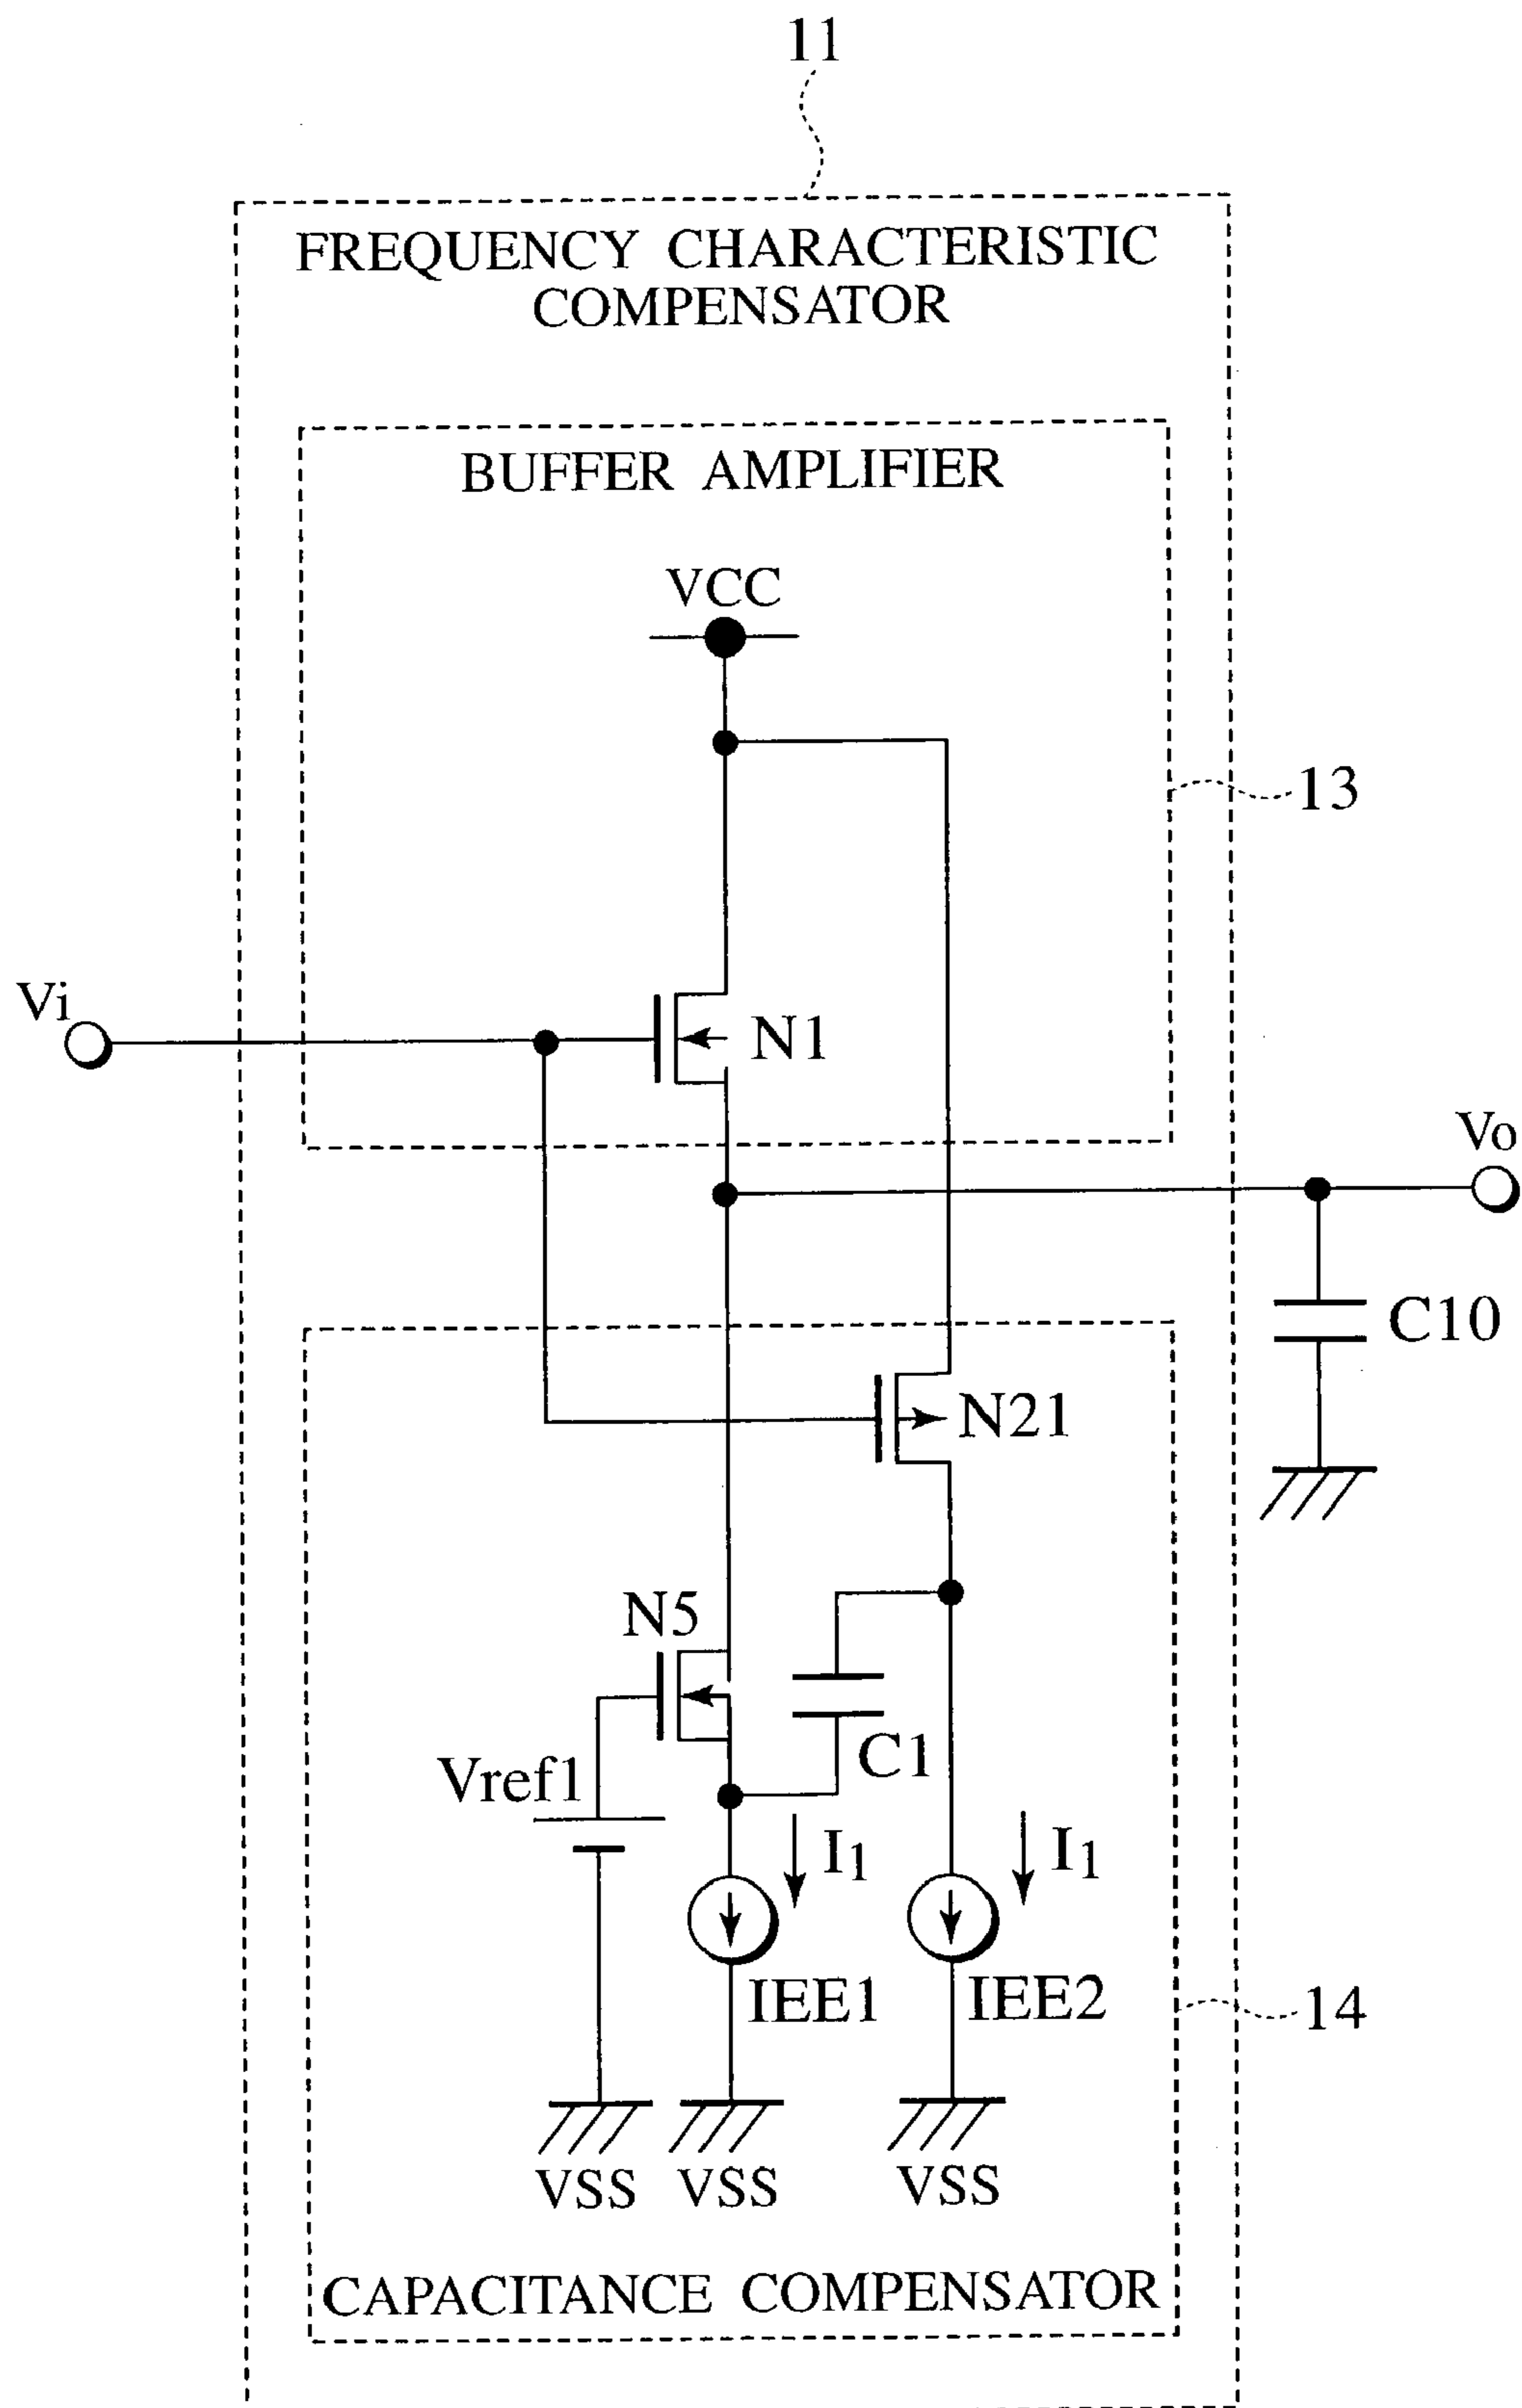 11
FREQUENCY CHARACTERISTIC
COMPENSATOR
BUFFER AMPLIFIER
VCC
13
Vi
N1
Vo
C10
N21
N5
C1
Vref1
I1
I1
IEE1
IEE2
14
VSS
VSS
VSS
CAPACITANCE COMPENSATOR